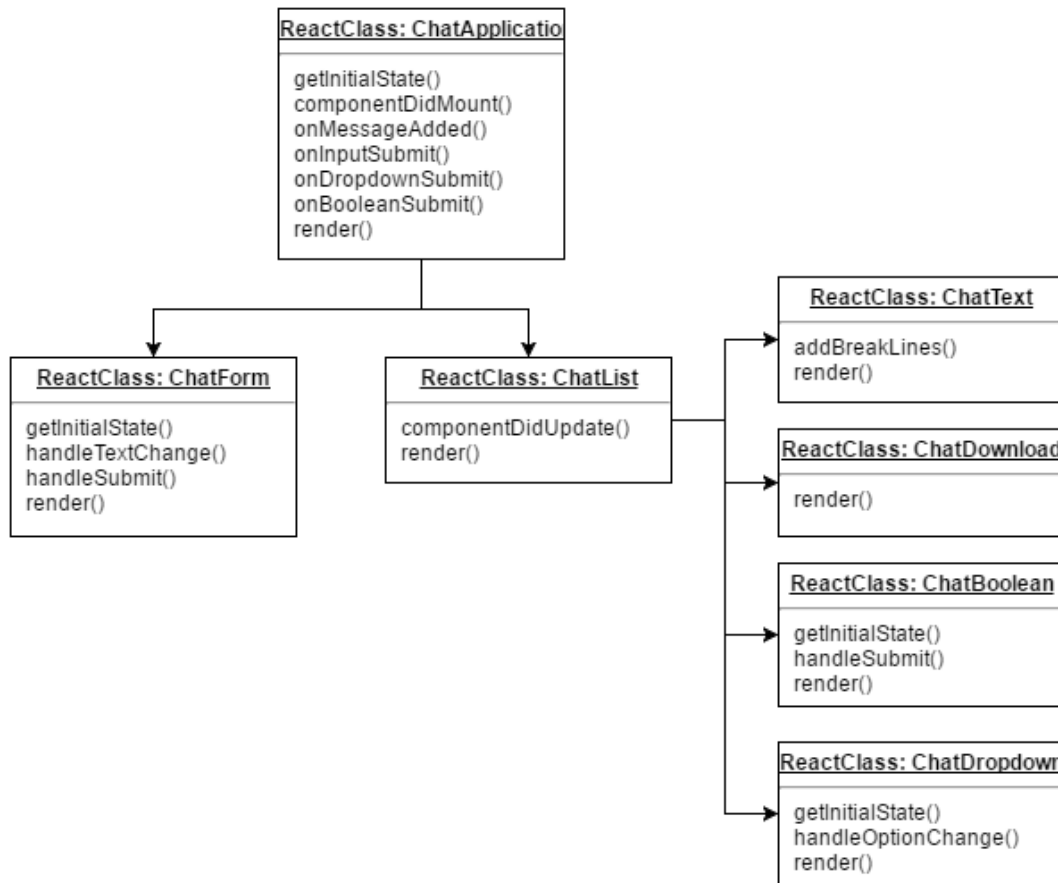 ReactClass: ChatApplicatio
getInitialState()
componentDidMount()
onMessageAdded()
onInputSubmit()
onDropdownSubmit()
onBooleanSubmit()
render()
ReactClass: ChatForm
getInitialState()
handleTextChange()
handleSubmit()
render()
ReactClass: ChatList
componentDidUpdate()
render()
ReactClass: ChatText
addBreakLines()
render()
ReactClass: ChatDownload
render()
ReactClass: ChatBoolean
getInitialState()
handleSubmit()
render()
ReactClass: ChatDropdown
getInitialState()
handleOptionChange()
render()